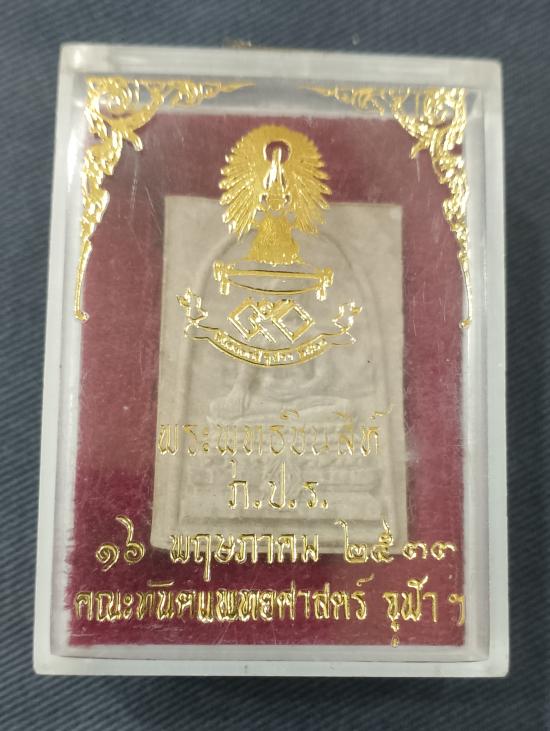 ๕๐
พระพุทธชินสีห์
ภ.ป.ร.
๑๖ พฤษภาคม ๒๕๓๓
คณะทันตแพทยศาสตร์ จุฬาฯ